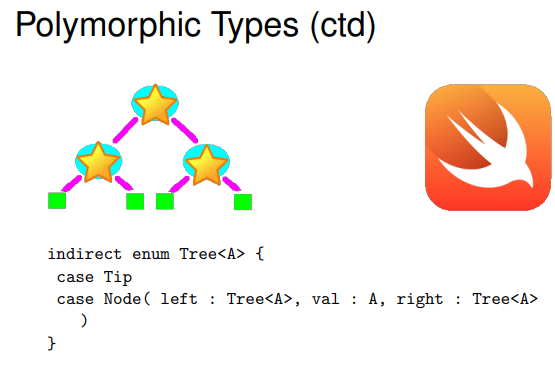 Polymorphic Types (ctd)
indirect enum Tree<A> {
case Tip
case Node( left : Tree<A>, val : A, right : Tree<A>
)
}